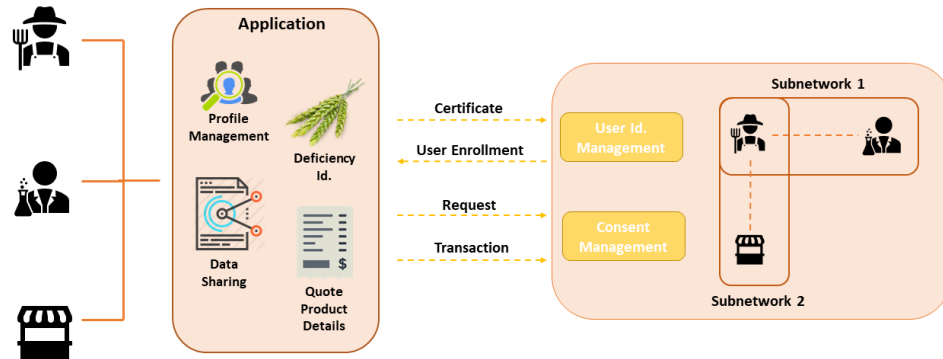 Application
Profile
Management
Deficiency
Id.
Data
Sharing
$
Quote
Product
Details
Certificate
User Enrollment
Request
Transaction
User Id.
Management
Consent
Management
Subnetwork 1
Subnetwork 2